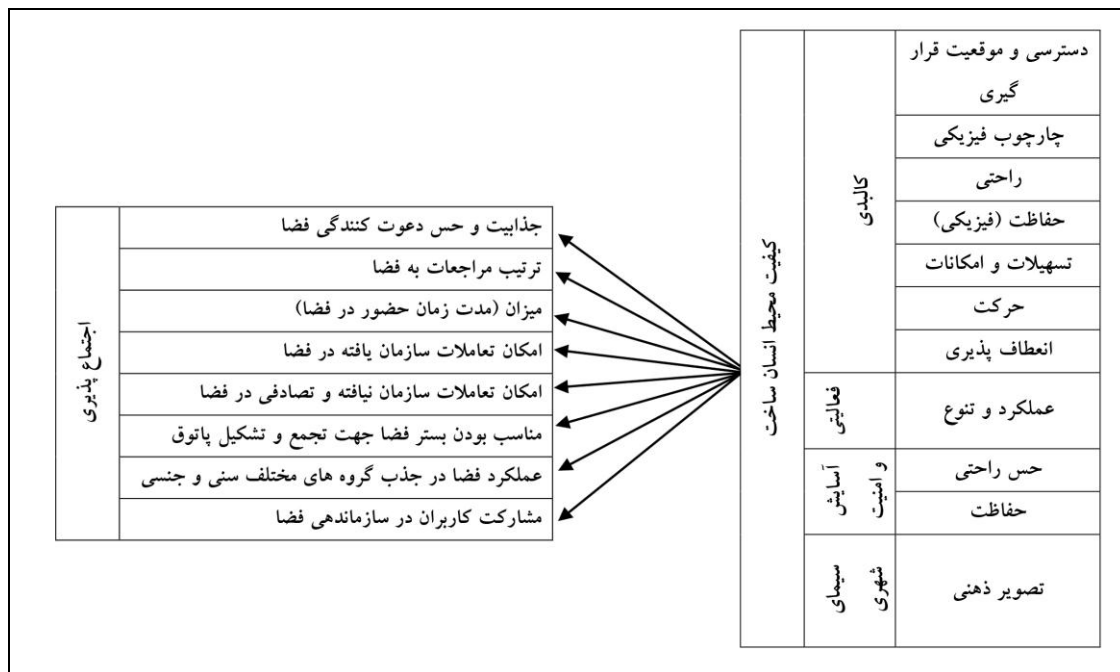 کیفیت محیط انسان ساخت
کالبدی
دسترسی و موقعیت قرار
گیری
چارچوب فیزیکی
راحتی
حفاظت (فیزیکی)
تسهیلات و امکانات
حرکت
انعطاف پذیری
فعالیتی
عملکرد و تنوع
آسایش
و امنیت
حس راحتی
حفاظت
سیمای
شهری
تصویر ذهنی
اجتماع پذیری
جذابیت و حس دعوت کنندگی فضا
ترتیب مراجعات به فضا
میزان (مدت زمان حضور در فضا)
امکان تعاملات سازمان یافته در فضا
امکان تعاملات سازمان نیافته و تصادفی در فضا
مناسب بودن بستر فضا جهت تجمع و تشکیل پاتوق
عملکرد فضا در جذب گروه های مختلف سنی و جنسی
مشارکت کاربران در سازماندهی فضا